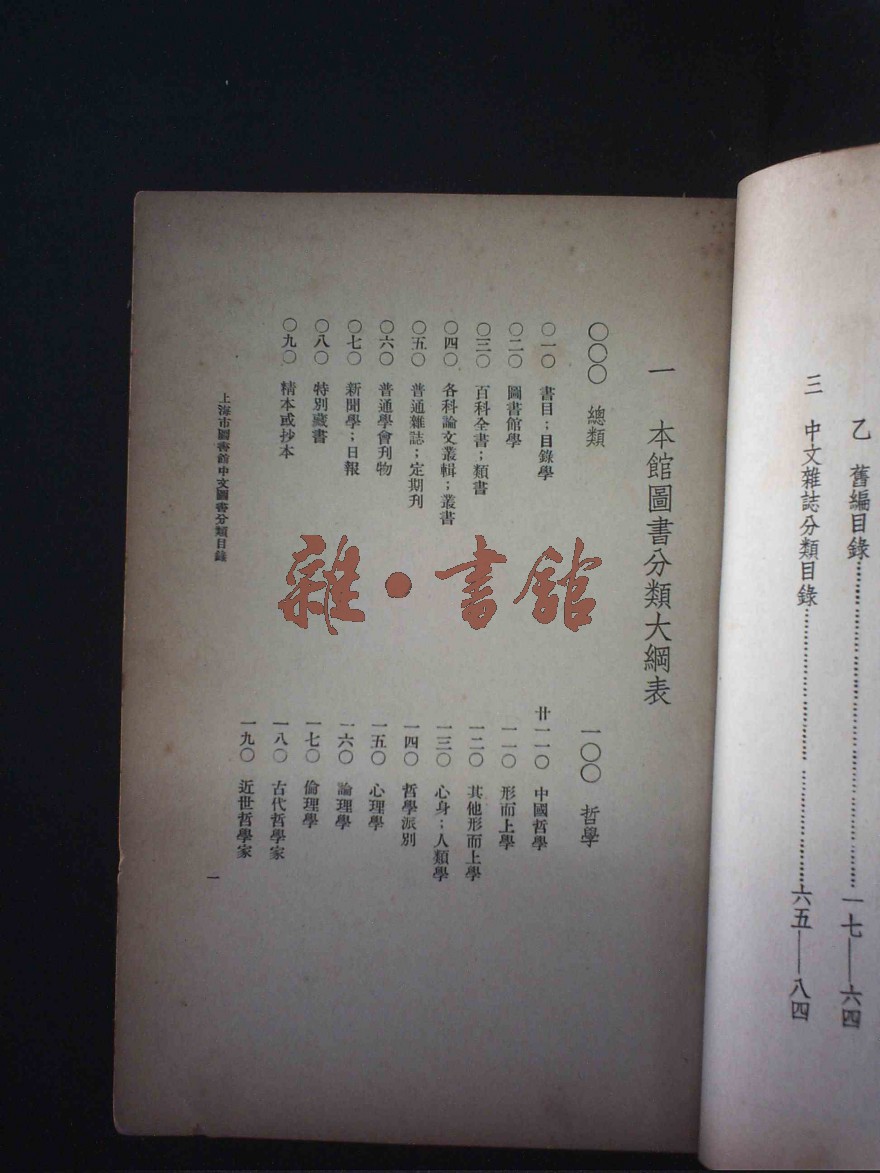 乙　舊編目錄……一七——六四
三　中文雜誌分類目錄……六五——八四
一　本館圖書分類大綱表
〇〇〇　總類
〇一〇　書目；目錄學
〇二〇　圖書館學
〇三〇　百科全書；類書
〇四〇　各科論文叢輯；叢書
〇五〇　普通雜誌；定期刊
〇六〇　普通學會刊物
〇七〇　新聞學；日報
〇八〇　特別藏書
〇九〇　精本或抄本
一〇〇　哲學
廿一一〇　中國哲學
一一〇　形而上學
一二〇　其他形而上學
一三〇　心身；人類學
一四〇　哲學派別
一五〇　心理學
一六〇　論理學
一七〇　倫理學
一八〇　古代哲學家
一九〇　近世哲學家
上海市圖書館中文圖書分類目錄
一
雜·書館